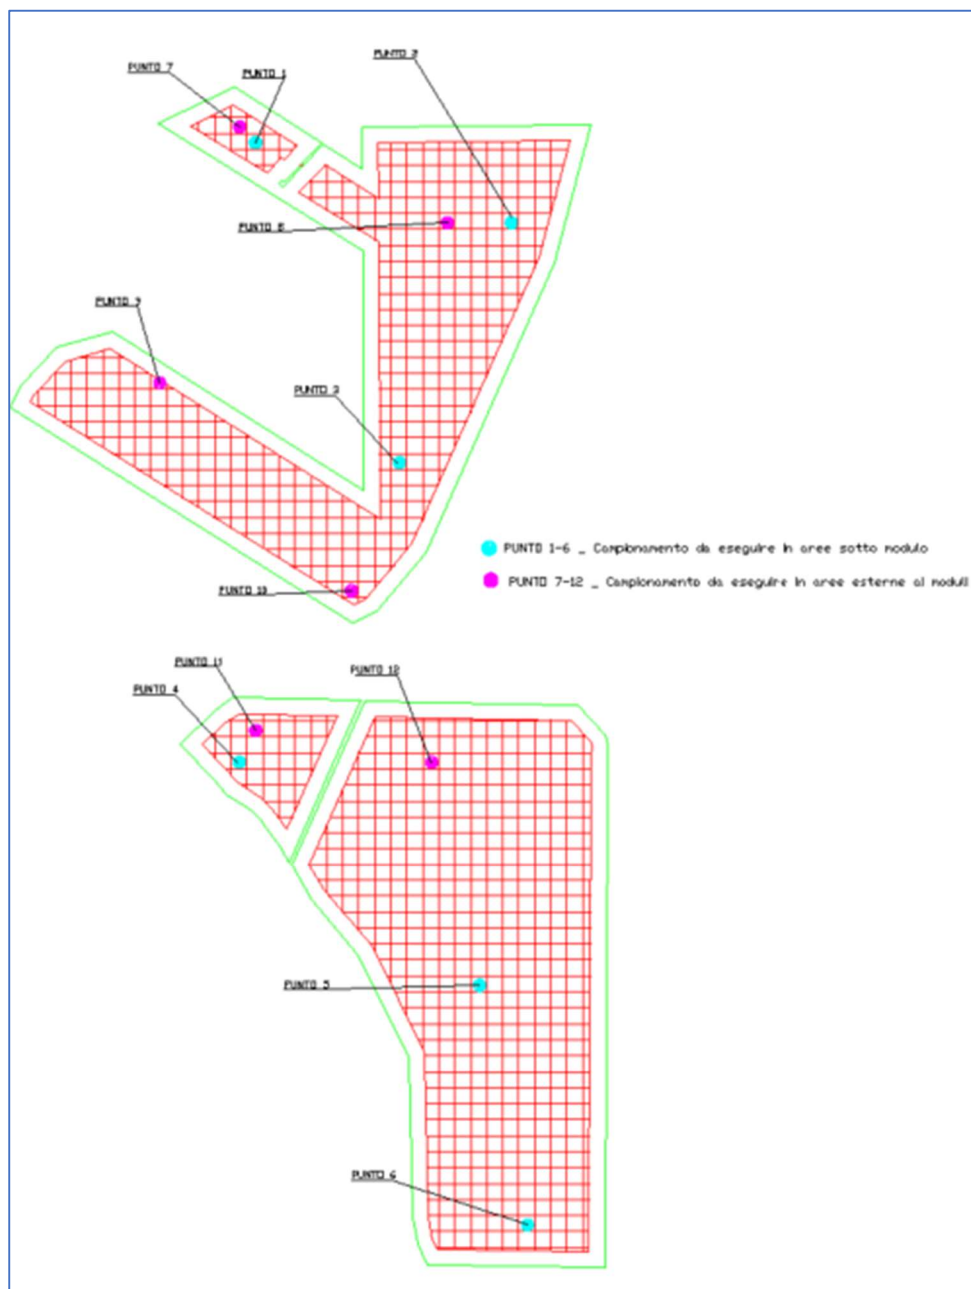 PUNTO 2
PUNTO 7
PUNTO 1
PUNTO 8
PUNTO 9
PUNTO 3
PUNTO 1-6 _ Campionamento da eseguire in aree sotto modulo
PUNTO 7-12 _ Campionamento da eseguire in aree esterne ai moduli
PUNTO 10
PUNTO 11
PUNTO 12
PUNTO 4
PUNTO 5
PUNTO 6